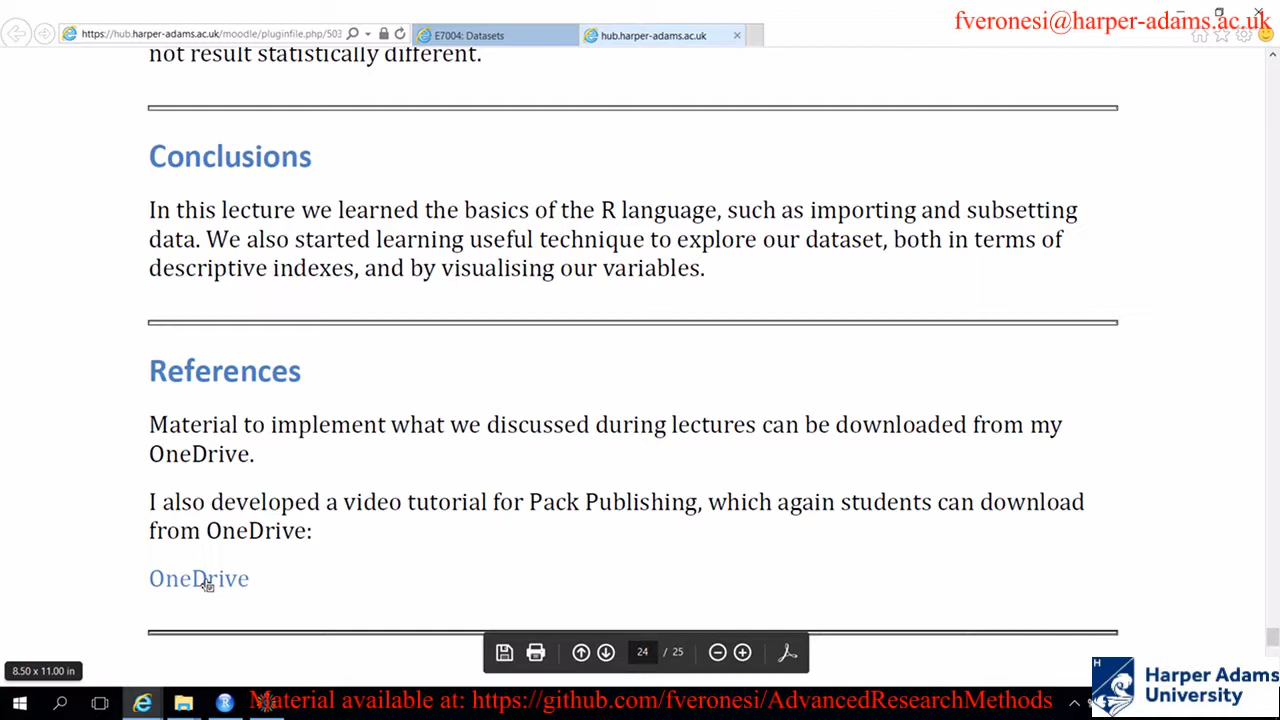 fveronesi@harper-adams.ac.uk
https://hub.harper-adams.ac.uk/moodle/pluginfile.php/503
E7004: Datasets
hub.harper-adams.ac.uk
not result statistically different.
Conclusions
In this lecture we learned the basics of the R language, such as importing and subsetting
data. We also started learning useful technique to explore our dataset, both in terms of
descriptive indexes, and by visualising our variables.
References
Material to implement what we discussed during lectures can be downloaded from my
OneDrive.
I also developed a video tutorial for Pack Publishing, which again students can download
from OneDrive:
OneDrive
24 / 25
8.50 x 11.00 in
Material available at: https://github.com/fveronesi/AdvancedResearchMethods
H
Harper Adams
University